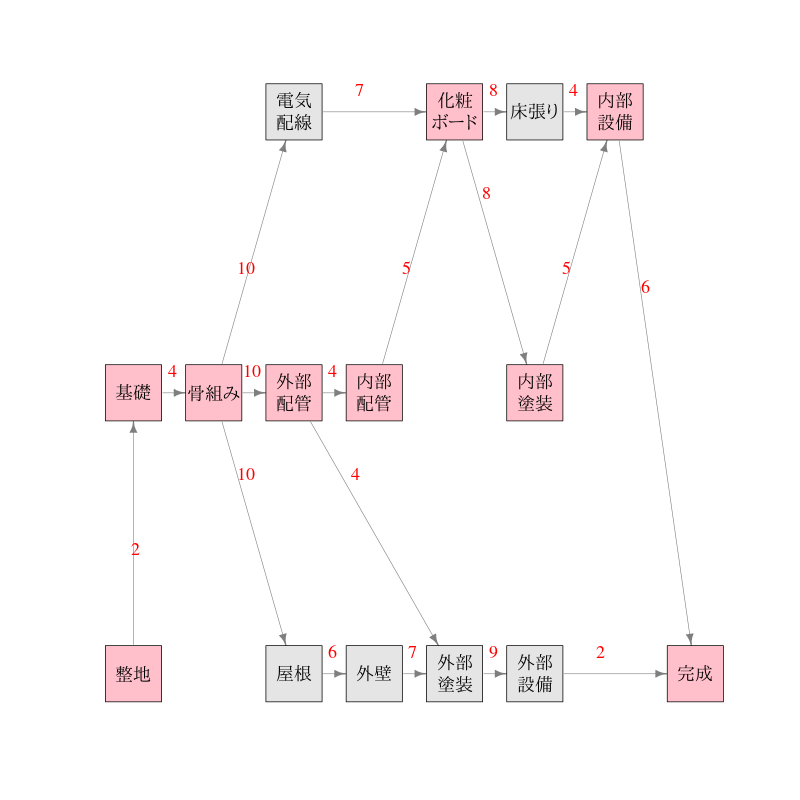 7
8
4
電気
配線
化粧
ボード
床張り
内部
設備
8
10
5
5
6
4
10
4
基礎
骨組み
外部
配管
内部
配管
内部
塗装
10
4
2
6
7
9
2
整地
屋根
外壁
外部
塗装
外部
設備
完成